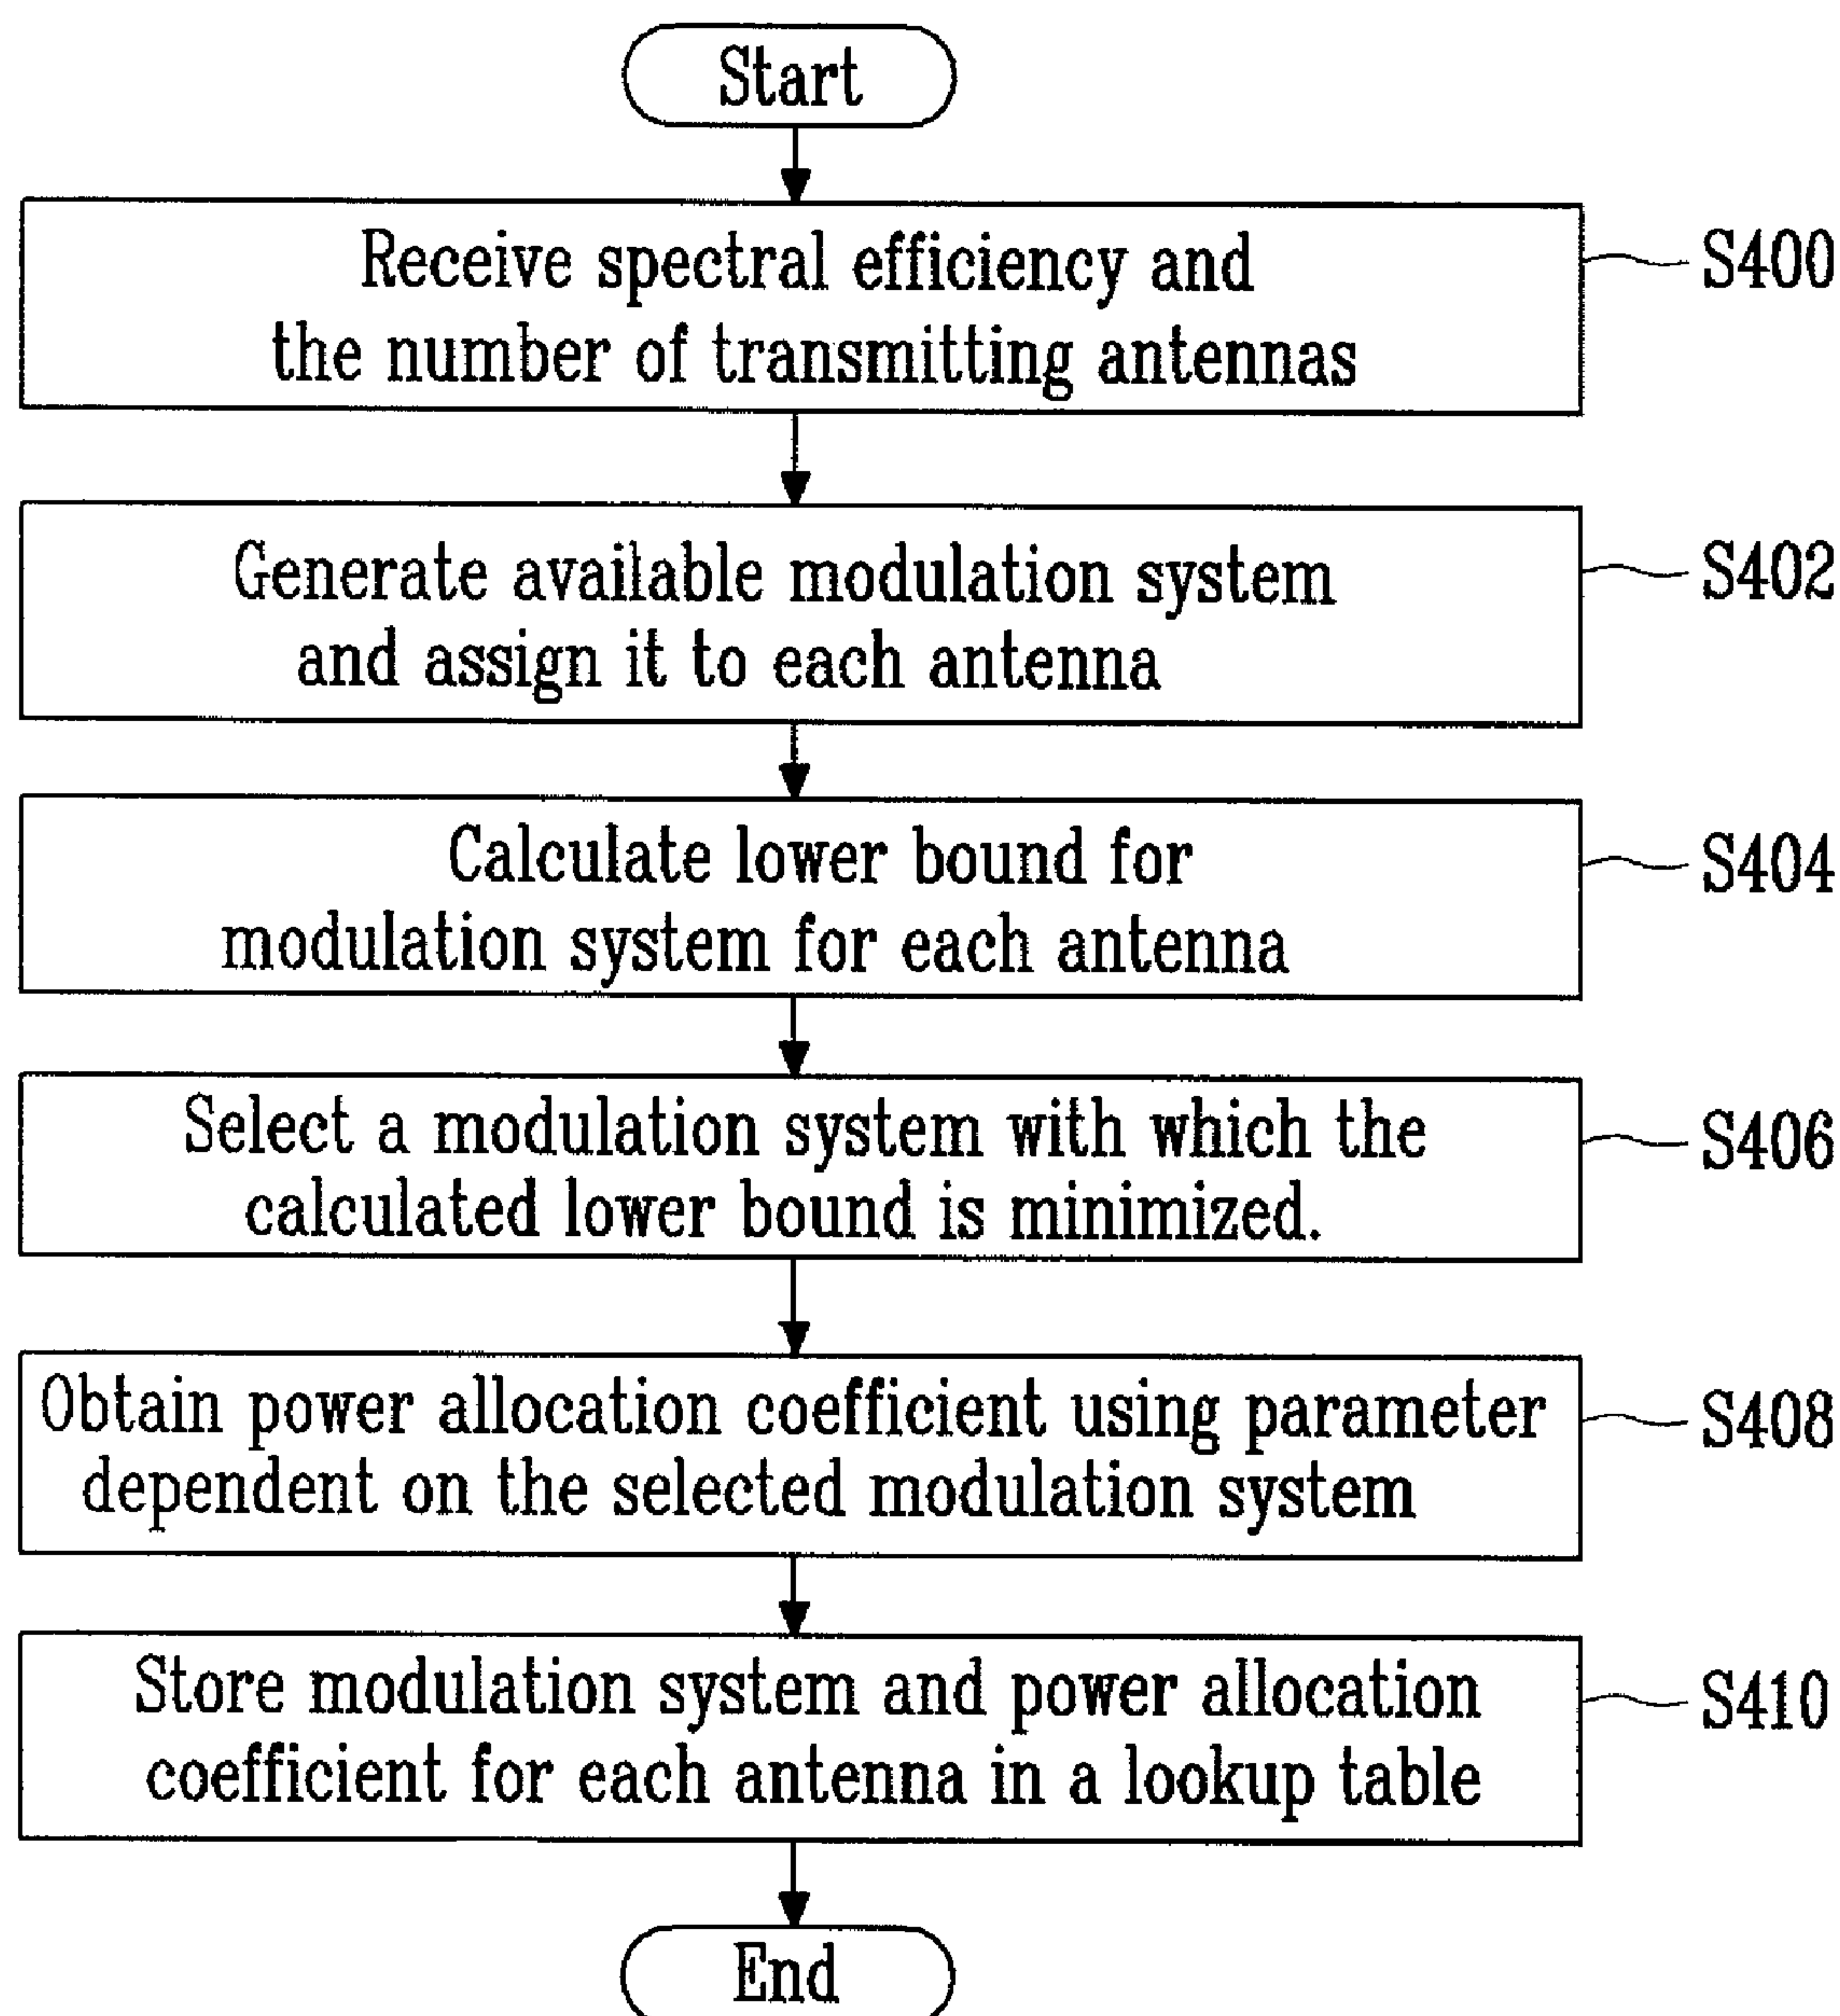 Start
Receive spectral efficiency and
the number of transmitting antennas
S400
Generate available modulation system
and assign it to each antenna
S402
Calculate lower bound for
modulation system for each antenna
S404
Select a modulation system with which the
calculated lower bound is minimized.
S406
Obtain power allocation coefficient using parameter
dependent on the selected modulation system
S408
Store modulation system and power allocation
coefficient for each antenna in a lookup table
S410
End